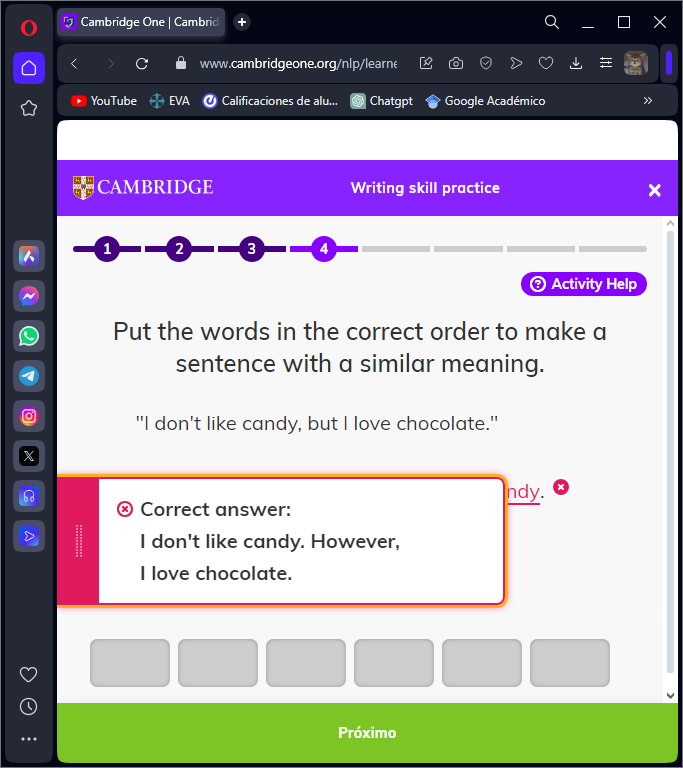 Cambridge One | Cambrid
www.cambridgeone.org/nlp/learne
YouTube
EVA
Calificaciones de alu...
Chatgpt
Google Académico
CAMBRIDGE
Writing skill practice
1
2
3
4
Activity Help
Put the words in the correct order to make a
sentence with a similar meaning.
"I don't like candy, but I love chocolate."
ndy.
Correct answer:
I don't like candy. However,
I love chocolate.
Próximo